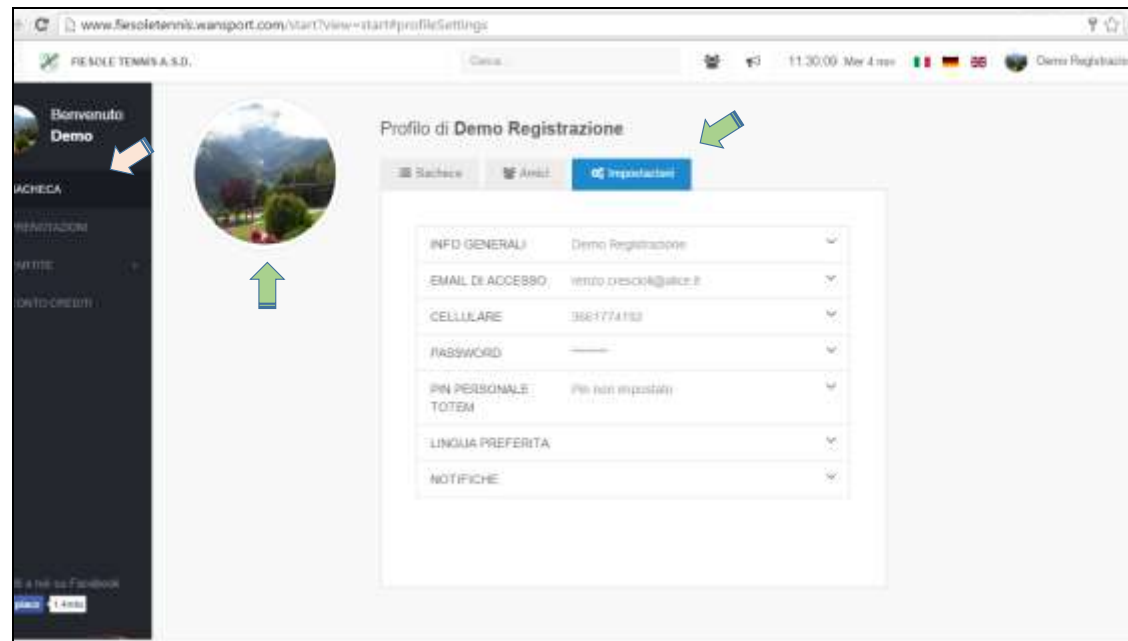 www.fiesoletennis.wansport.com/start?view=start#profileSettings
FIESOLE TENNIS A.S.D.
Cerca...
11:30:09 Mer 4 nov
Demo Registrazio
Benvenuto
Demo
Profilo di Demo Registrazione
Bacheca
Amici
Impostazioni
ACHECA
PRENOTAZIONI
PARTITE
CONTO CREDITI
INFO GENERALI
Demo Registrazione
EMAIL DI ACCESSO
CELLULARE
PASSWORD
PIN PERSONALE
TOTEM
Pin non impostato
LINGUA PREFERITA
NOTIFICHE
su Facebook